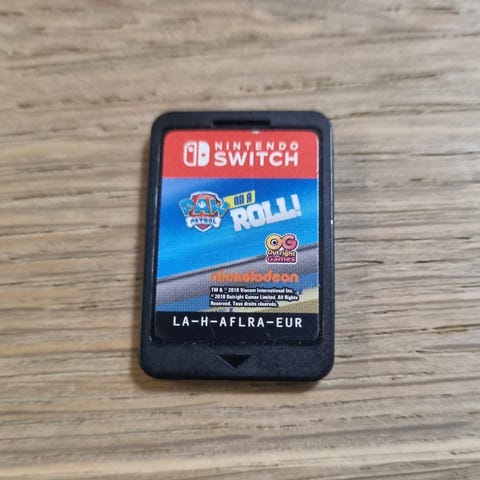 NINTENDO
SWITCH
PAW
PATROL
ON A
ROLL!
OG
Outright
Games
nickelodeon
TM & © 2018 Viacom International Inc.
© 2018 Outright Games Limited. All Rights
Reserved. Tous droits réservés.
LA-H-AFLRA-EUR